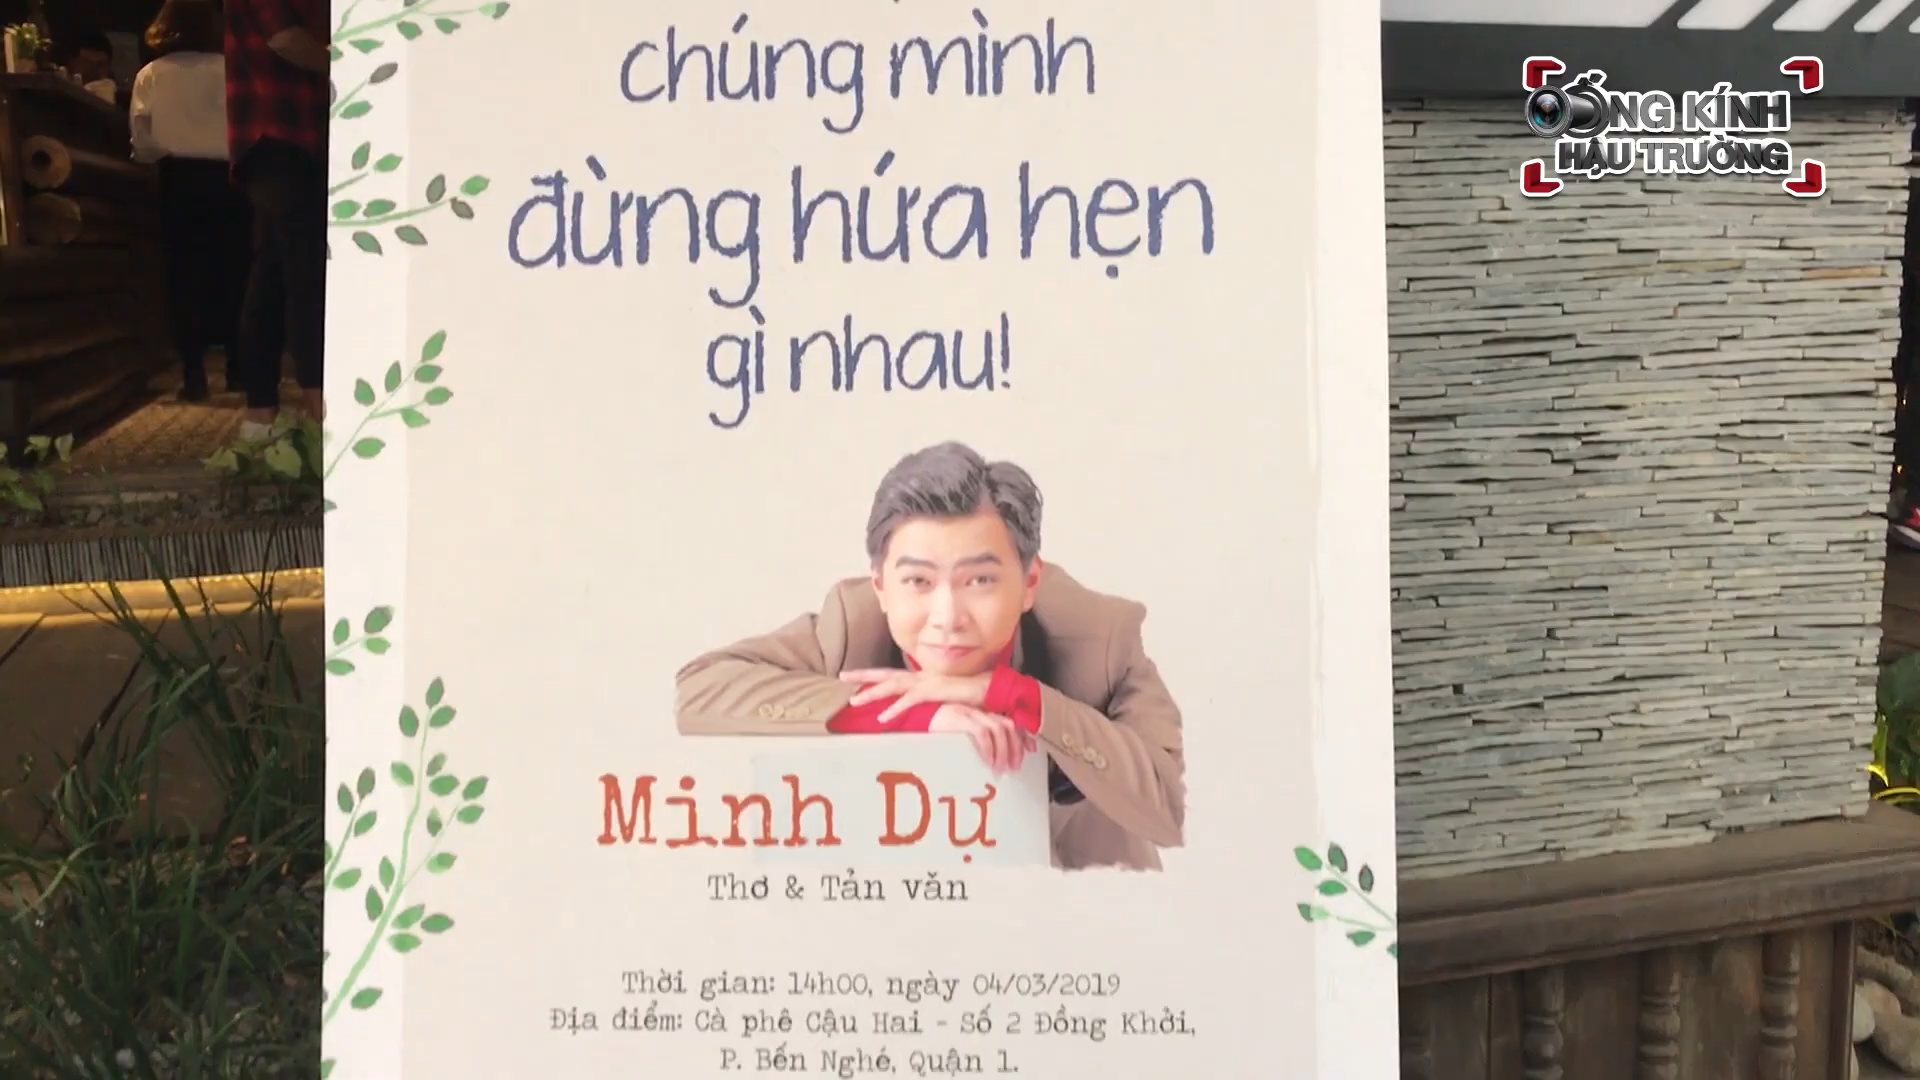 chúng mình
đừng hứa hẹn
gì nhau!
ỐNG KÍNH
HẬU TRƯỜNG
Minh Dự
Thơ & Tản văn
Thời gian: 14h00, ngày 04/03/2019
Địa điểm: Cà phê Cậu Hai - Số 2 Đồng Khởi,
P. Bến Nghé, Quận 1.